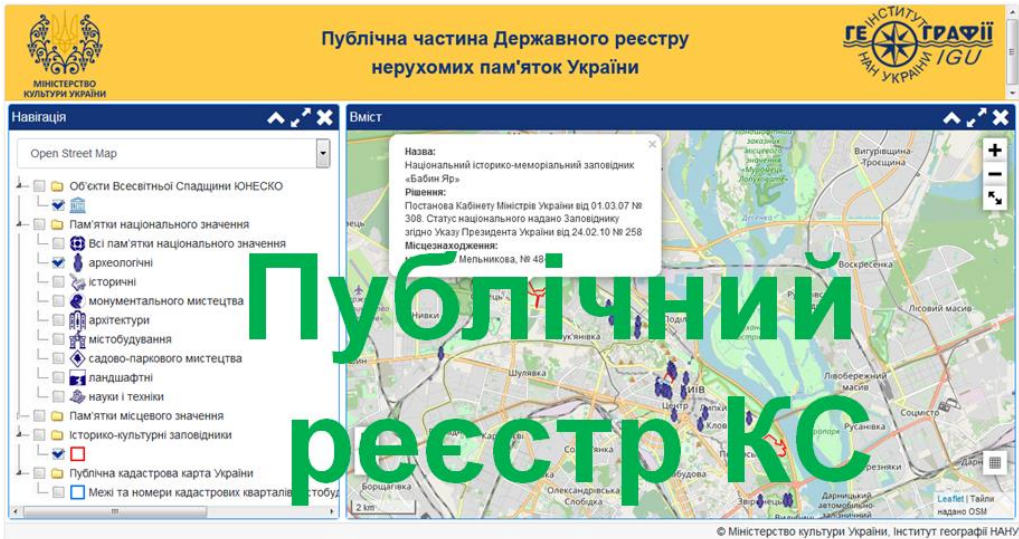 МІНІСТЕРСТВО
КУЛЬТУРИ УКРАЇНИ
Публічна частина Державного реєстру
нерухомих пам'яток України
ІНСТИТУТ
ГЕОГРАФІЇ
НАН УКРАЇНИ IGU
Навігація
Open Street Map
Об'єкти Всесвітньої Спадщини ЮНЕСКО
Пам'ятки національного значення
Всі пам'ятки національного значення
археологічні
історичні
монументального мистецтва
архітектури
містобудування
садово-паркового мистецтва
ландшафтні
науки і техніки
Пам'ятки місцевого значення
Історико-культурні заповідники
Публічна кадастрова карта України
Межі та номери кадастрових кварталів
Вміст
Назва:
Національний історико-меморіальний заповідник
«Бабин Яр»
Рішення:
Постанова Кабінету Міністрів України від 01.03.07 №
308. Статус національного надано Заповіднику
згідно Указу Президента України від 24.02.10 № 258
Місцезнаходження:
Мельникова, № 48
Вигурівщина-
Троєщина
Воскресенка
Лісовий масив
Нивки
Поділ
Шулявка
Лівобережний
масив
Центр
Соцмісто
Русанівка
Борщагівка
Олександрівська
Слобідка
Дарницький
автомобільно-
залізничний
2 km
+
−
Leaflet | Тайли
надано OSM
Публічний
реєстр КС
© Міністерство культури України, Інститут географії НАНУ